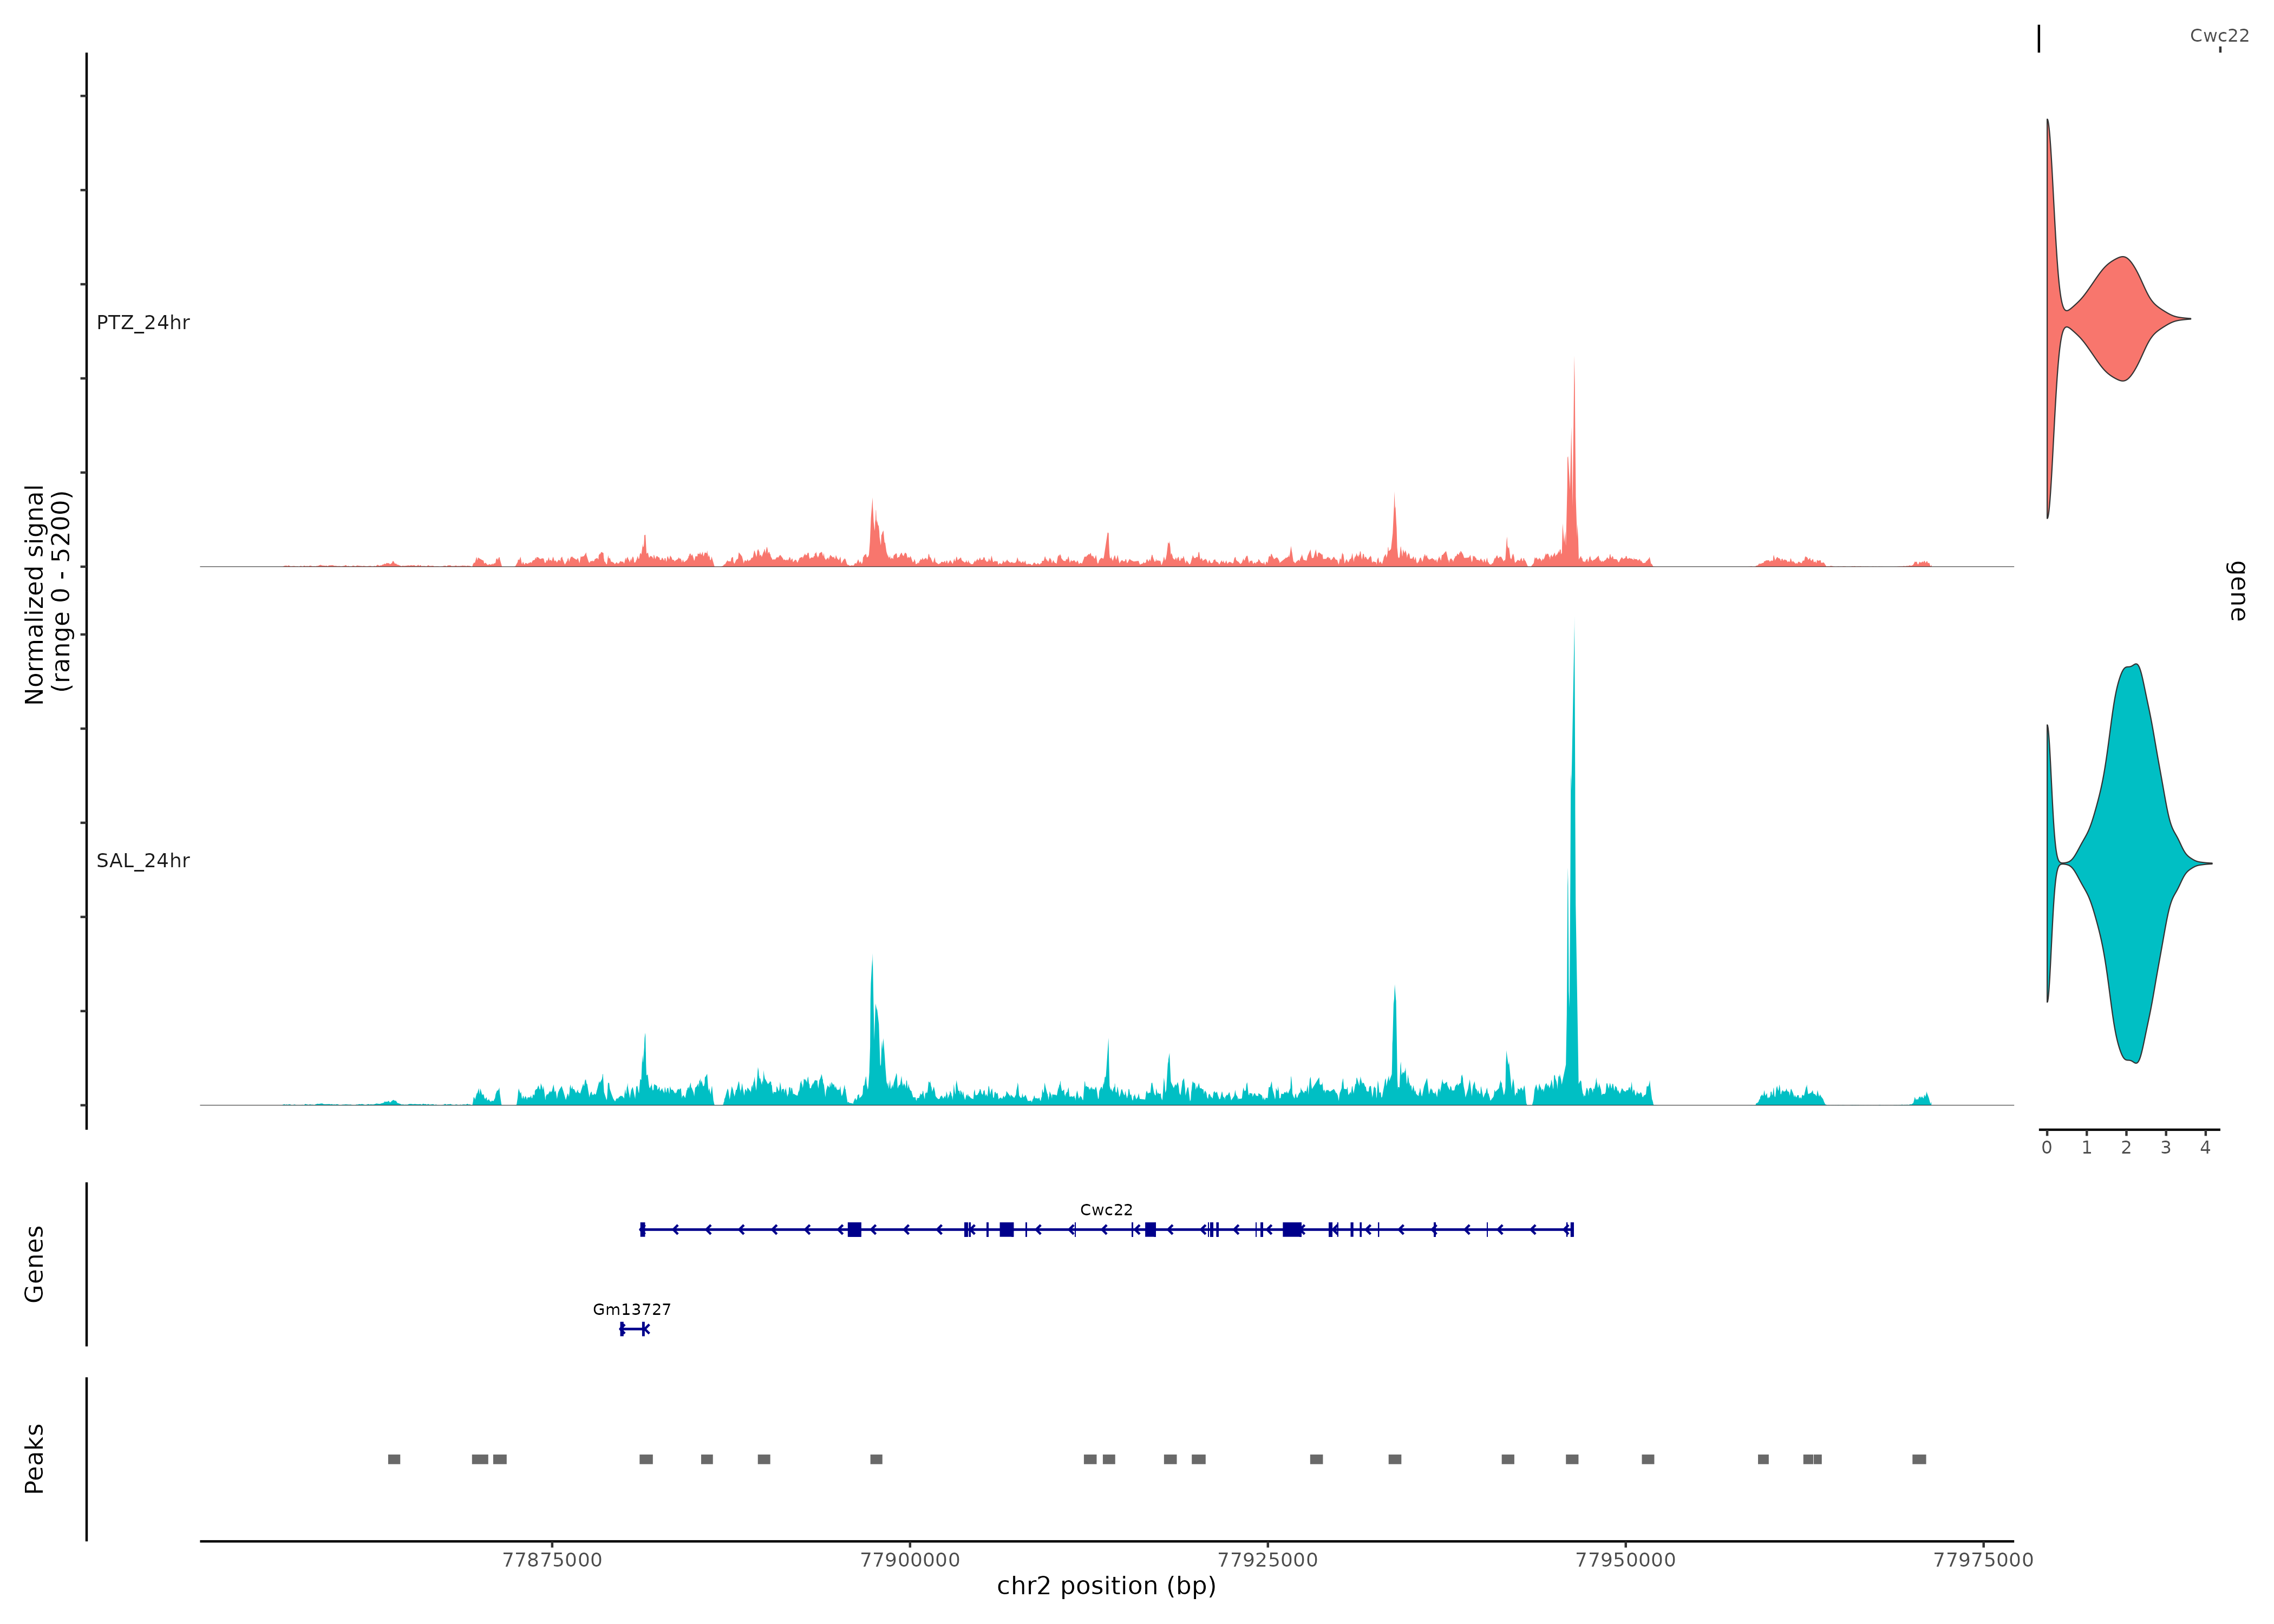 Cwc22
PTZ_24hr
SAL_24hr
Normalized signal
(range 0 - 5200)
gene
0 1 2 3 4
Genes
Cwc22
Gm13727
Peaks
77875000 77900000 77925000 77950000 77975000
chr2 position (bp)